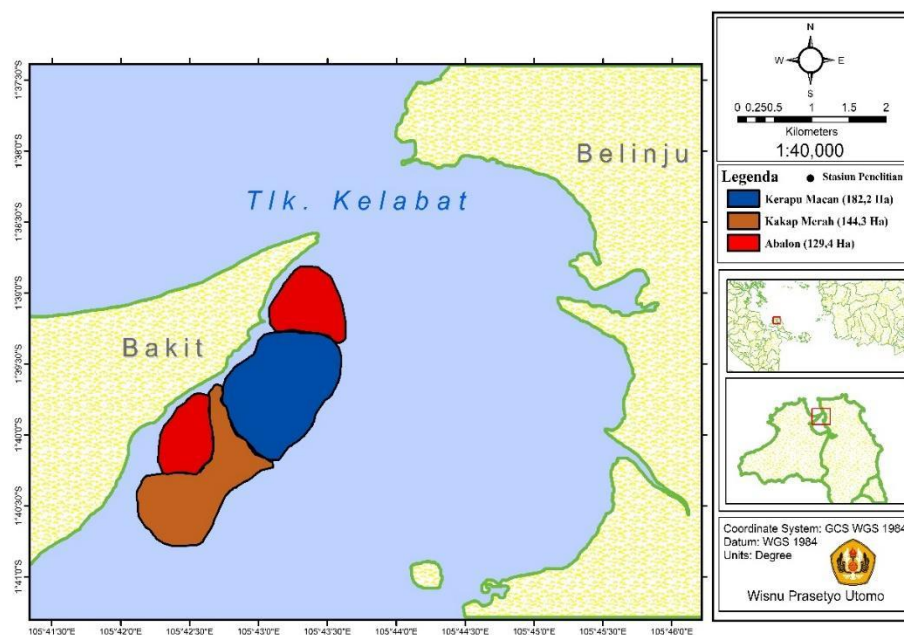 1°37'30"S
1°38'0"S
1°38'30"S
1°39'0"S
1°39'30"S
1°40'0"S
1°40'30"S
1°41'0"S
Belinju
Tlk. Kelabat
Bakit
105°41'30"E 105°42'0"E 105°42'30"E 105°43'0"E 105°43'30"E 105°44'0"E 105°44'30"E 105°45'0"E 105°45'30"E 105°46'0"E
N
W E
S
0 0.250.5 1 1.5 2
Kilometers
1:40,000
Legenda ● Stasiun Penelitian
Kerapu Macan (182,2 Ha)
Kakap Merah (144,3 Ha)
Abalon (129,4 Ha)
Coordinate System: GCS WGS 1984
Datum: WGS 1984
Units: Degree
Wisnu Prasetyo Utomo